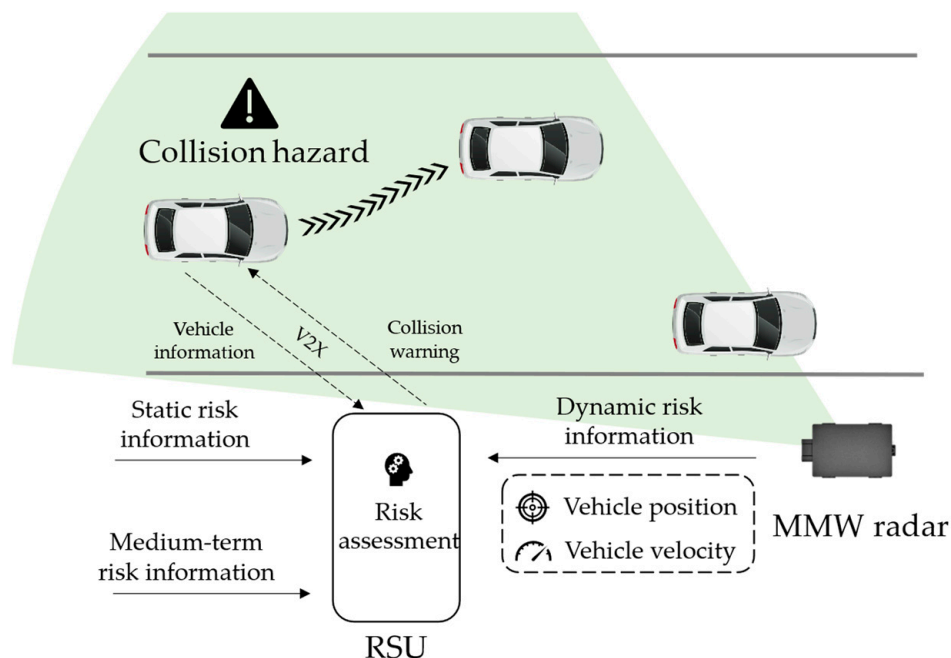 Collision hazard
Vehicle
information
V2X
Collision
warning
Static risk
information
Dynamic risk
information
Risk
assessment
Vehicle position
Vehicle velocity
MMW radar
Medium-term
risk information
RSU